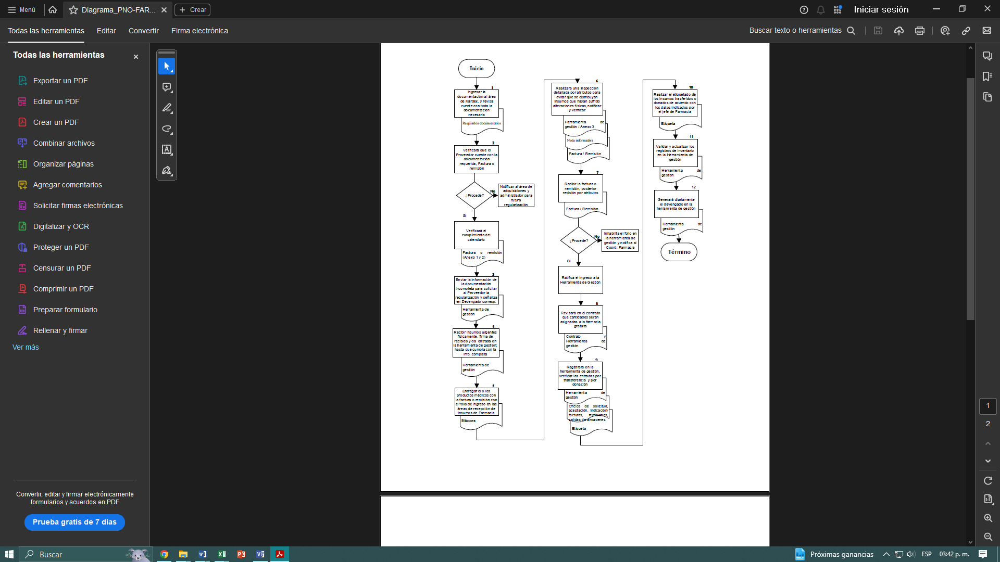 Menú
Diagrama_PNO-FAR...
Crear
Iniciar sesión
Todas las herramientas
Editar
Convertir
Firma electrónica
Buscar texto o herramientas
Todas las herramientas
Exportar un PDF
Editar un PDF
Crear un PDF
Combinar archivos
Organizar páginas
Agregar comentarios
Solicitar firmas electrónicas
Digitalizar y OCR
Proteger un PDF
Censurar un PDF
Comprimir un PDF
Preparar formulario
Rellenar y firmar
Ver más
Convertir, editar y firmar electrónicamente
formularios y acuerdos en PDF
Prueba gratis de 7 días
Inicio
1
Ingresar la
documentación al área
de Kárdex, y revisa
cuente con toda la
documentación
necesaria
Requisitos documentales
2
Verificará que el
Proveedor cuente con la
documentación
requerida, Factura o
remisión
¿Procede?
No
Notificar al área de
adquisiciones y
administrador para
futura
regularización
SI
Verificará el
cumplimiento del
calendario
Factura o remisión
(Anexo 1 y 2)
3
Enviar la información de
la documentación
incompleta para solicitar
al Proveedor la
regularización y señaliza
en Devengado corresp.
Herramienta de
gestión
4
Recibir insumos urgentes
físicamente, firma de
recibido y da entrada en
la herramienta de gestión;
hasta que cumpla con la
info. completa
Herramienta de
gestión
5
Entregar el o los
productos médicos con
la factura o remisión con
el folio de ingreso en las
áreas de recepción de
insumos de Farmacia
Bitácora
6
Realizara una inspección
detallada por atributos para
evitar que se distribuyan
insumos que hayan sufrido
alteraciones físicas, notificar
y verificar
Herramienta de
gestión / Anexo 3
Nota informativa
Factura / Remisión
7
Recibir la factura o
remisión, posterior
revisión por atributos
Factura / Remisión
¿Procede?
No
Inhabilita el folio en
la herramienta de
gestión y notifica al
Coord. Farmacia
SI
Ratifica el ingreso a la
Herramienta de Gestión
8
Revisará en el contrato
que cantidades serán
asignadas a la farmacia
gratuita
Contrato y
Herramienta de
gestión
9
Registrará en la
herramienta de gestión,
verificar las entradas por
transferencia y por
donación
Herramienta de
gestión
Oficios de solicitud,
aceptación, indicación/
facturas, remisiones,
salidas de almacenes
Etiqueta
10
Realizar el etiquetado de
los insumos trasferidos o
donados de acuerdo con
los datos indicados por
el jefe de Farmacia
Etiqueta
11
Validar y actualizar los
registros de inventario
en la Herramienta de
gestión
Herramienta de
gestión
12
Generará diariamente
el devengado en la
herramienta de gestión
Herramienta de
gestión
Término
1
2
1:1
Buscar
Próximas ganancias
ESP
03:42 p. m.